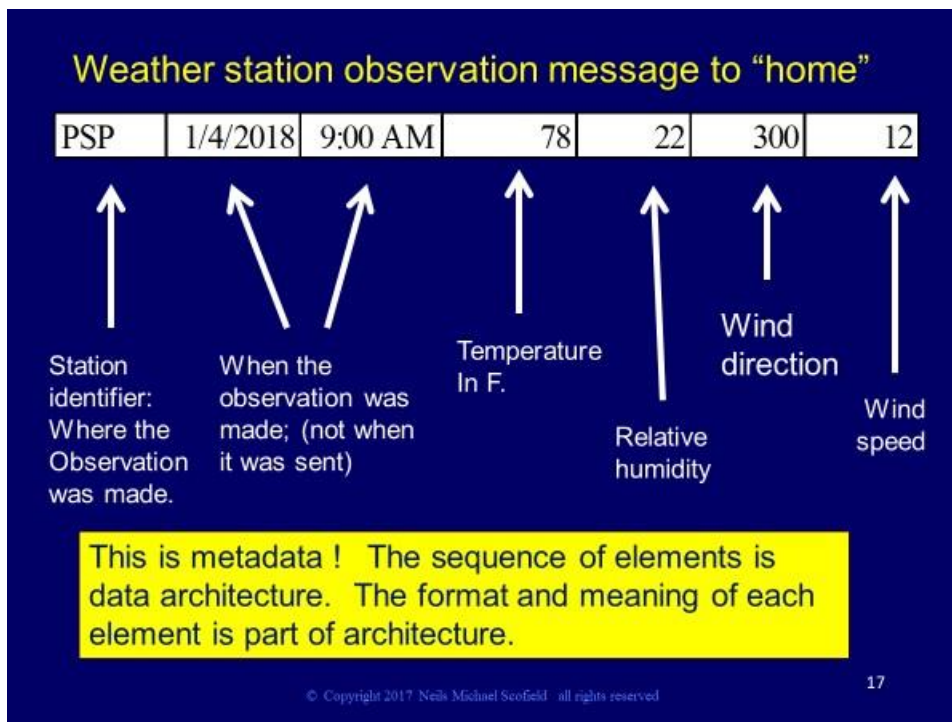 Weather station observation message to “home”
PSP 1/4/2018 9:00 AM 78 22 300 12
Station
identifier:
Where the
Observation
was made.
When the
observation was
made; (not when
it was sent)
Temperature
In F.
Relative
humidity
Wind
direction
Wind
speed
This is metadata ! The sequence of elements is
data architecture. The format and meaning of each
element is part of architecture.
© Copyright 2017 Neils Michael Scofield all rights reserved
17